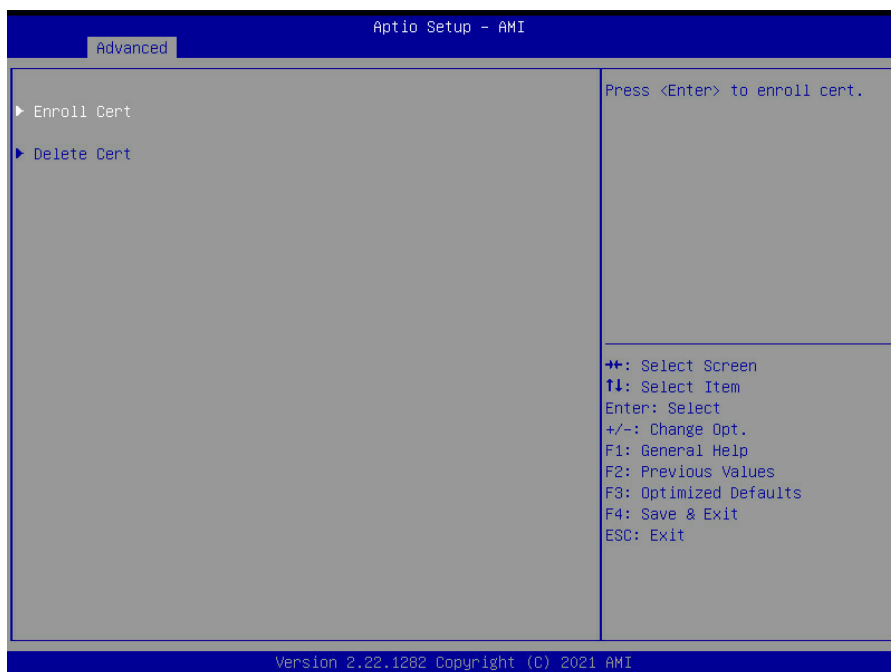 Aptio Setup – AMI
Advanced
▶ Enroll Cert
▶ Delete Cert
Press <Enter> to enroll cert.
→←: Select Screen
↑↓: Select Item
Enter: Select
+/-: Change Opt.
F1: General Help
F2: Previous Values
F3: Optimized Defaults
F4: Save & Exit
ESC: Exit
Version 2.22.1282 Copyright (C) 2021 AMI